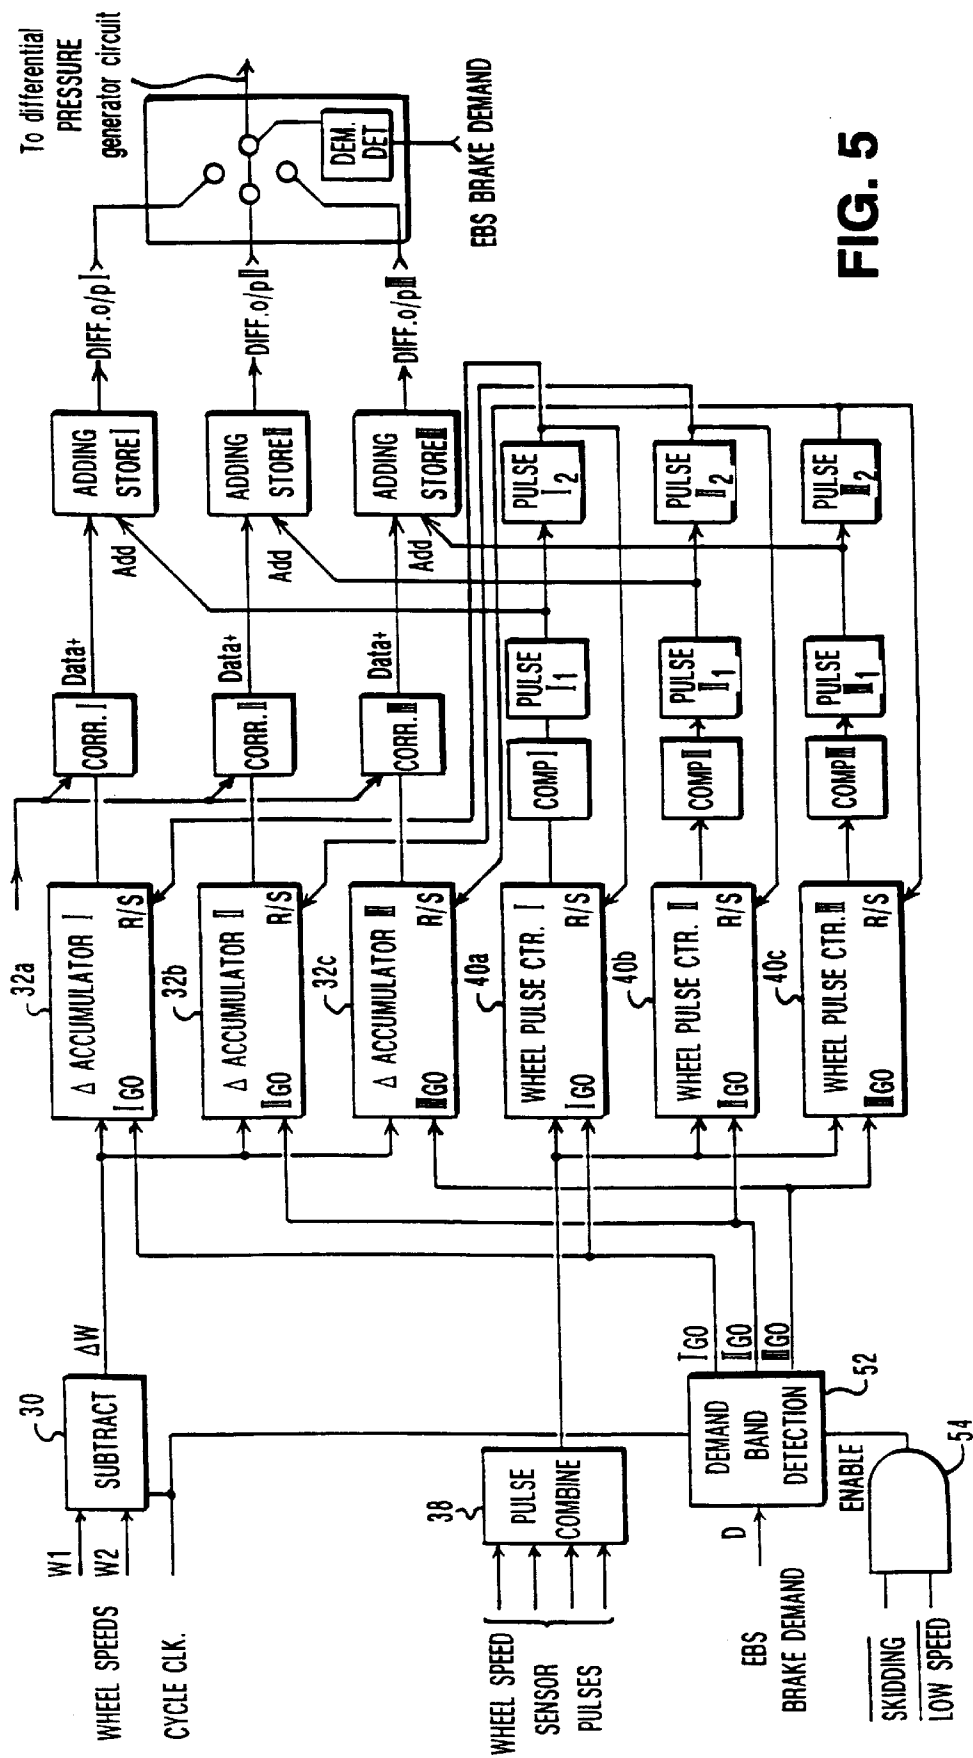 WHEEL SPEEDS
W1
W2
CYCLE CLK.
30
SUBTRACT
ΔW
32a
Δ ACCUMULATOR I
I GO
R/S
32b
Δ ACCUMULATOR II
II GO
R/S
32c
Δ ACCUMULATOR III
III GO
R/S
CORR. I
CORR. II
CORR. III
Data+
Data+
Data+
Add
Add
Add
ADDING
STORE I
ADDING
STORE II
ADDING
STORE III
DIFF.o/p I
DIFF.o/p II
DIFF.o/p III
To differential
PRESSURE
generator circuit
DEM.
DET
EBS BRAKE DEMAND
WHEEL SPEED
SENSOR
PULSES
38
PULSE
COMBINE
40a
WHEEL PULSE CTR. I
I GO
R/S
40b
WHEEL PULSE CTR. II
II GO
R/S
40c
WHEEL PULSE CTR. III
III GO
R/S
COMP I
COMP II
COMP III
PULSE
I1
PULSE
II1
PULSE
III1
PULSE
I2
PULSE
II2
PULSE
III2
EBS
BRAKE DEMAND
D
DEMAND
BAND
DETECTION
52
I GO
II GO
III GO
ENABLE
54
SKIDDING
LOW SPEED
FIG. 5